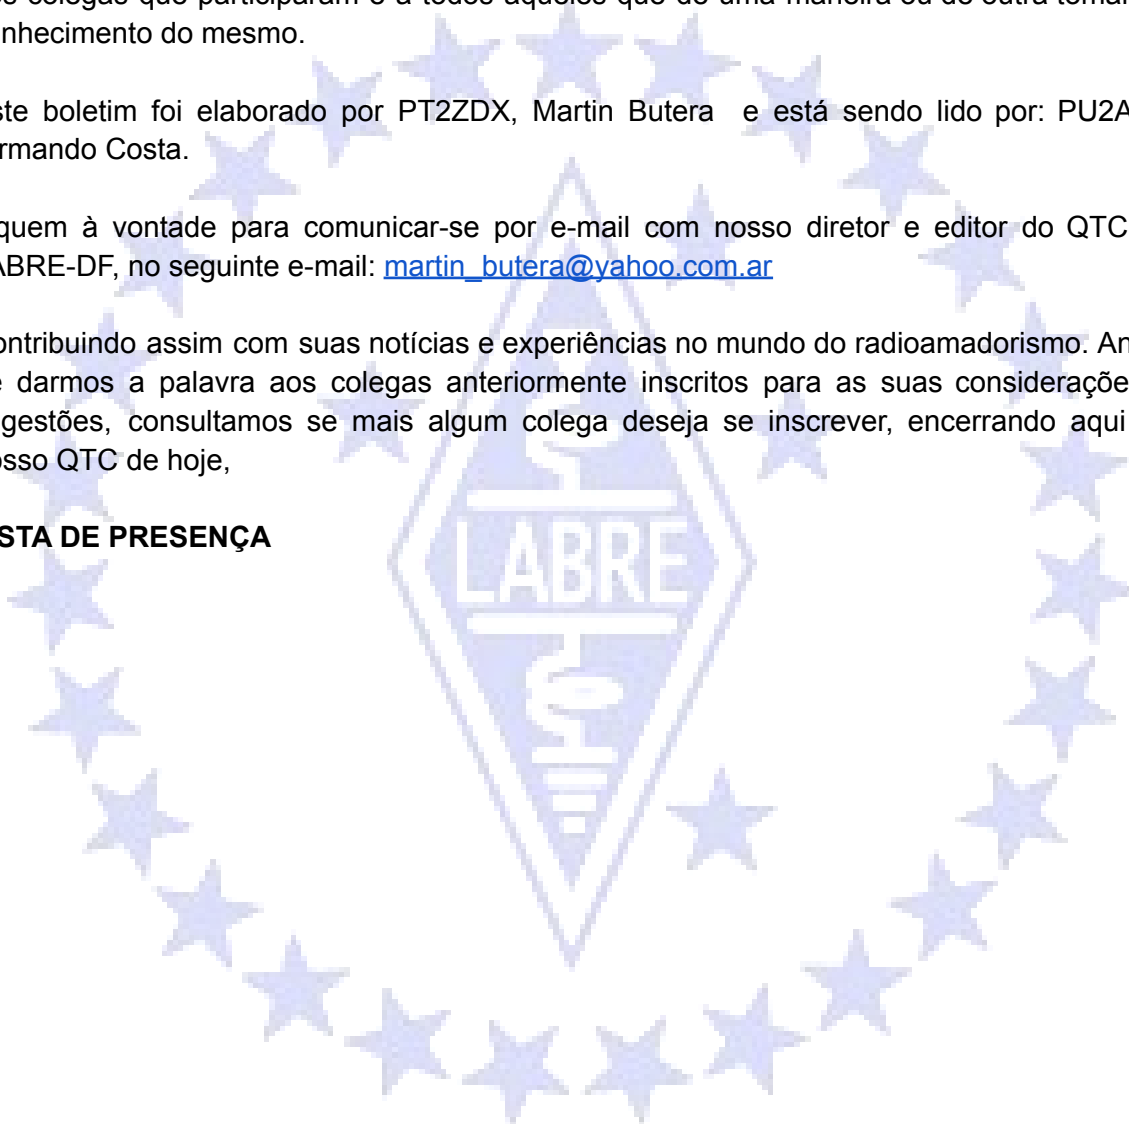 s colegas que participaram e a todos aqueles que de uma maneira ou de outra tomar
nhecimento do mesmo.
ste boletim foi elaborado por PT2ZDX, Martin Butera e está sendo lido por: PU2A
rmando Costa.
quem à vontade para comunicar-se por e-mail com nosso diretor e editor do QTC
ABRE-DF, no seguinte e-mail: martin_butera@yahoo.com.ar
ontribuindo assim com suas notícias e experiências no mundo do radioamadorismo. An
e darmos a palavra aos colegas anteriormente inscritos para as suas consideraçõe
gestões, consultamos se mais algum colega deseja se inscrever, encerrando aqui
osso QTC de hoje,
STA DE PRESENÇA
LABRE